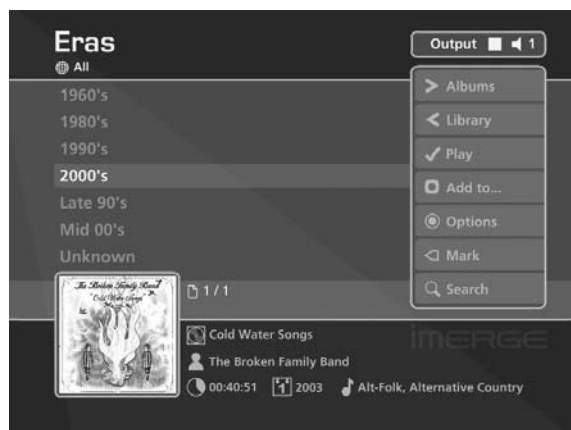 Eras
All
Output 1
1960's
1980's
1990's
2000's
Late 90's
Mid 00's
Unknown
Albums
Library
Play
Add to...
Options
Mark
Search
The Broken Family Band
"Cold Water Songs"
1 / 1
Cold Water Songs
imerge
The Broken Family Band
00:40:51 1 2003 Alt-Folk, Alternative Country